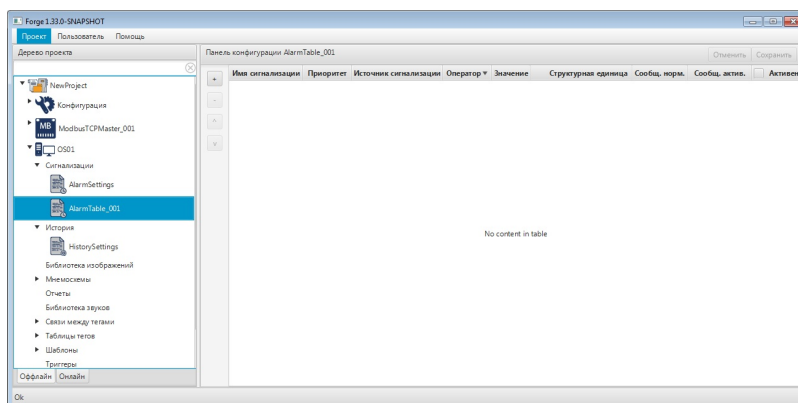 Forge 1.33.0-SNAPSHOT
Проект Пользователь Помощь
Дерево проекта
Панель конфигурации AlarmTable_001
Отменить Сохранить
Имя сигнализации Приоритет Источник сигнализации Оператор Значение Структурная единица Сообщ. норм. Сообщ. актив. Активен
NewProject
Конфигурация
MB ModbusTCPMaster_001
OS01
Сигнализации
AlarmSettings
AlarmTable_001
История
HistorySettings
Библиотека изображений
Мнемосхемы
Отчеты
Библиотека звуков
Связи между тегами
Таблицы тегов
Шаблоны
Триггеры
No content in table
Оффлайн Онлайн
Ok